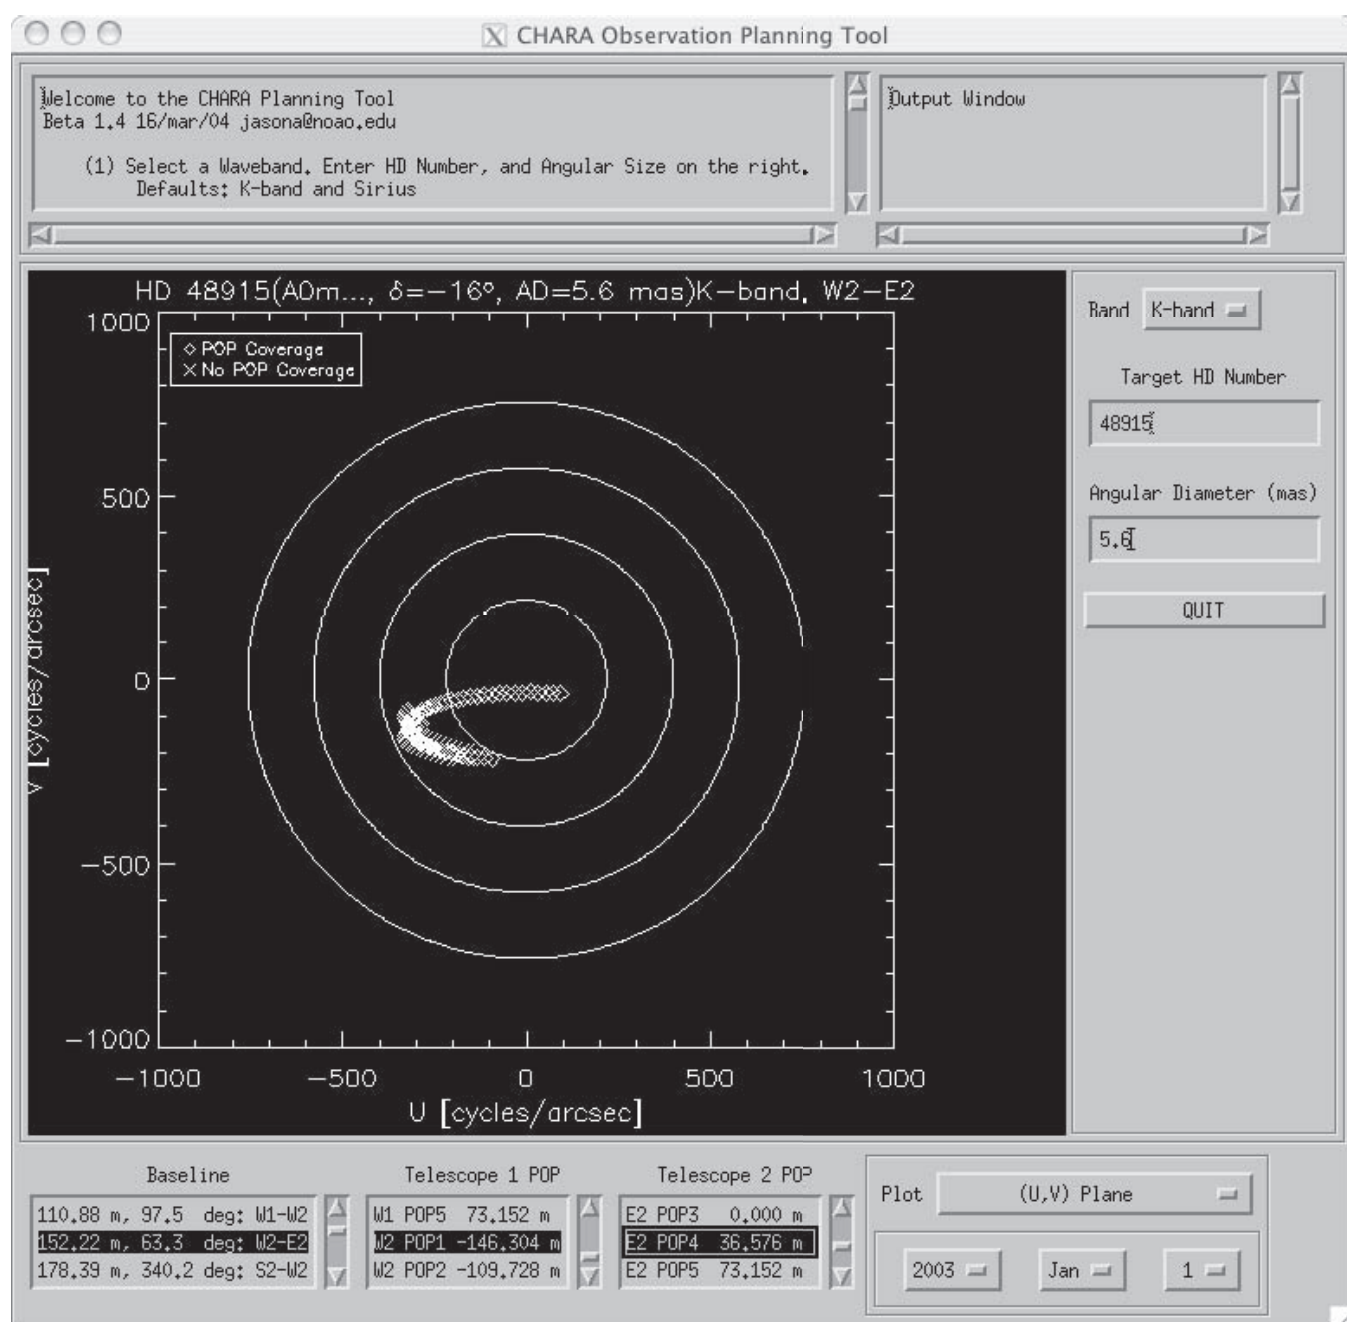 X CHARA Observation Planning Tool
Welcome to the CHARA Planning Tool
Beta 1.4 16/mar/04 jasona@noao.edu
(1) Select a Waveband. Enter HD Number, and Angular Size on the right.
Defaults: K-band and Sirius
Output Window
HD 48915(A0m..., δ=−16º, AD=5.6 mas)K−band, W2−E2
1000
◇ POP Coverage
× No POP Coverage
500
0
−500
−1000
V [cycles/arcsec]
−1000 −500 0 500 1000
U [cycles/arcsec]
Band K-band
Target HD Number
48915
Angular Diameter (mas)
5.6
QUIT
Baseline
110.88 m, 97.5 deg: W1-W2
152.22 m, 63.3 deg: W2-E2
178.39 m, 340.2 deg: S2-W2
Telescope 1 POP
W1 POP5 73.152 m
W2 POP1 -146.304 m
W2 POP2 -109.728 m
Telescope 2 POP
E2 POP3 0.000 m
E2 POP4 36.576 m
E2 POP5 73.152 m
Plot (U,V) Plane
2003 Jan 1